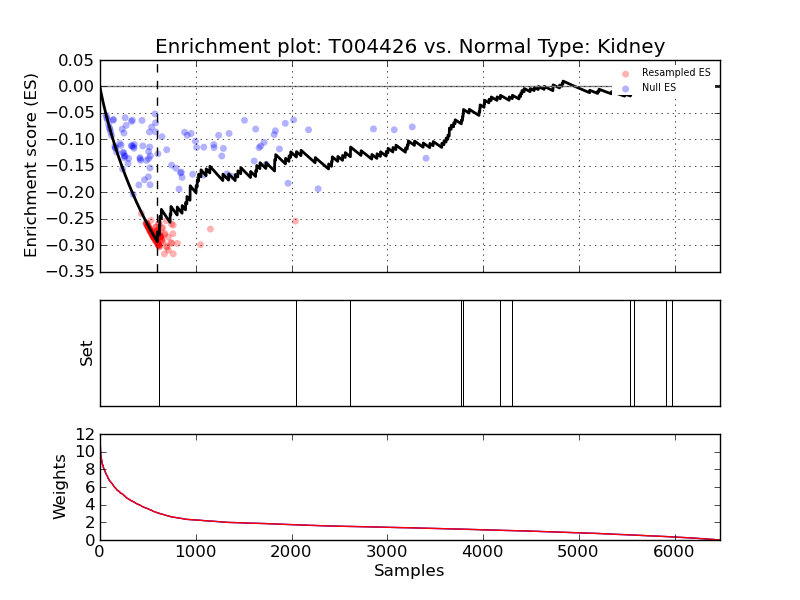 Enrichment plot: T004426 vs. Normal Type: Kidney
Enrichment score (ES)
0.05
0.00
−0.05
−0.10
−0.15
−0.20
−0.25
−0.30
−0.35
Resampled ES
Null ES
Set
Weights
12
10
8
6
4
2
0
0 1000 2000 3000 4000 5000 6000
Samples